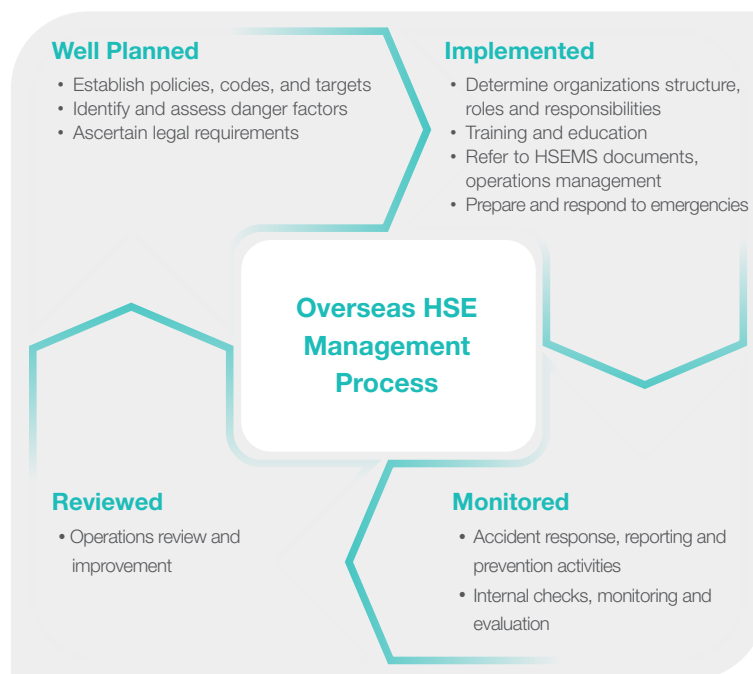 Well Planned
• Establish policies, codes, and targets
• Identify and assess danger factors
• Ascertain legal requirements
Implemented
• Determine organizations structure,
roles and responsibilities
• Training and education
• Refer to HSEMS documents,
operations management
• Prepare and respond to emergencies
Overseas HSE
Management
Process
Reviewed
• Operations review and
improvement
Monitored
• Accident response, reporting and
prevention activities
• Internal checks, monitoring and
evaluation